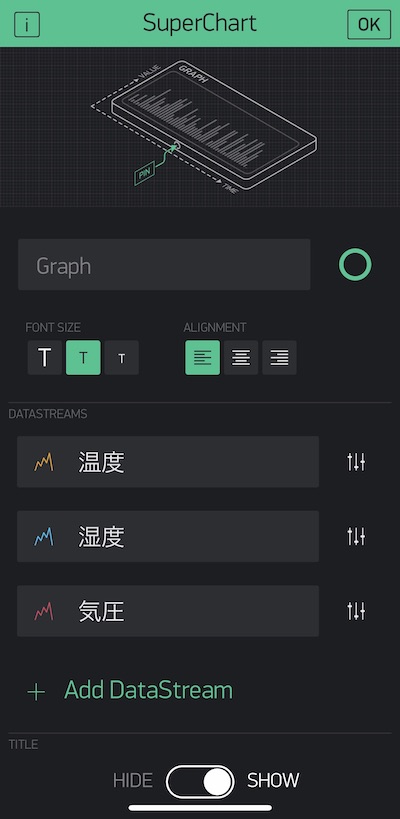 i SuperChart OK
VALUE
GRAPH
PIN
TIME
Graph
FONT SIZE ALIGNMENT
T T T
DATASTREAMS
温度
湿度
気圧
+ Add DataStream
TITLE
HIDE SHOW